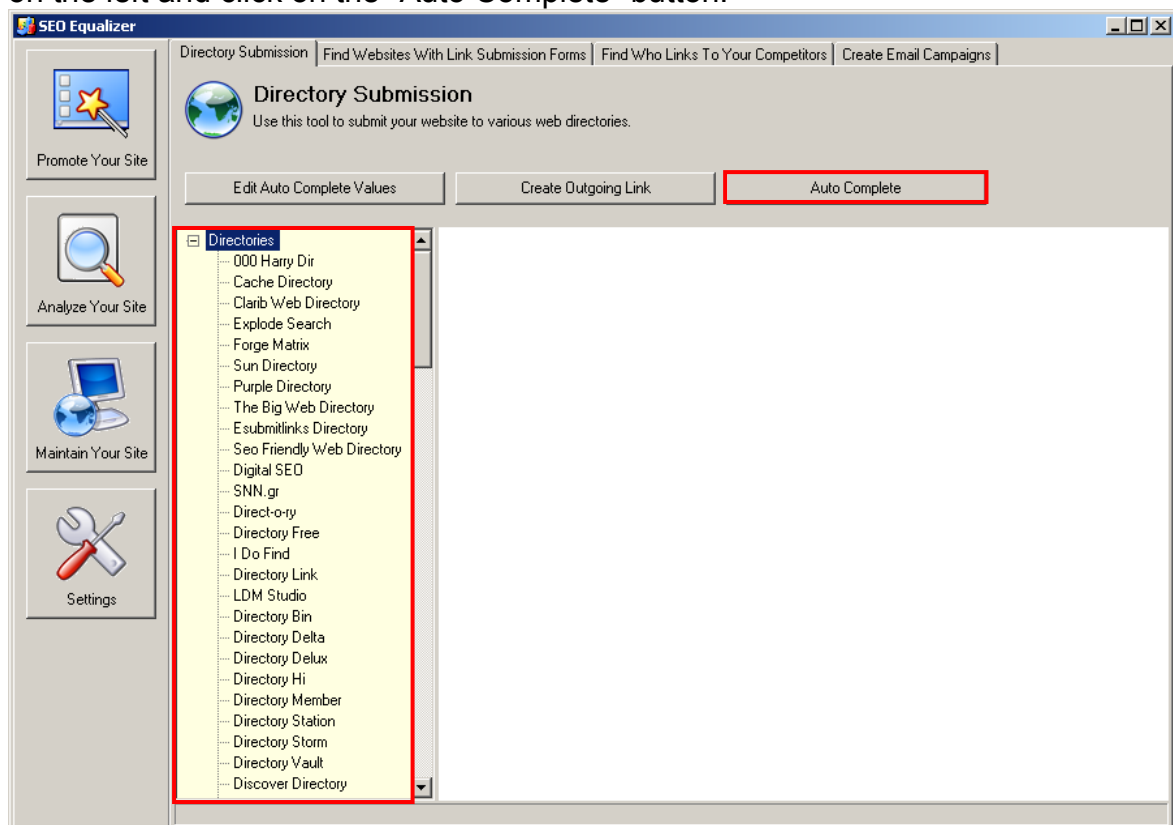 on the left and click on the "Auto Complete" button.
SEO Equalizer
Directory Submission Find Websites With Link Submission Forms Find Who Links To Your Competitors Create Email Campaigns
Directory Submission
Use this tool to submit your website to various web directories.
Edit Auto Complete Values Create Outgoing Link Auto Complete
Promote Your Site
Analyze Your Site
Maintain Your Site
Settings
Directories
000 Harry Dir
Cache Directory
Clarib Web Directory
Explode Search
Forge Matrix
Sun Directory
Purple Directory
The Big Web Directory
Esubmitlinks Directory
Seo Friendly Web Directory
Digital SEO
SNN.gr
Direct-o-ry
Directory Free
I Do Find
Directory Link
LDM Studio
Directory Bin
Directory Delta
Directory Delux
Directory Hi
Directory Member
Directory Station
Directory Storm
Directory Vault
Discover Directory